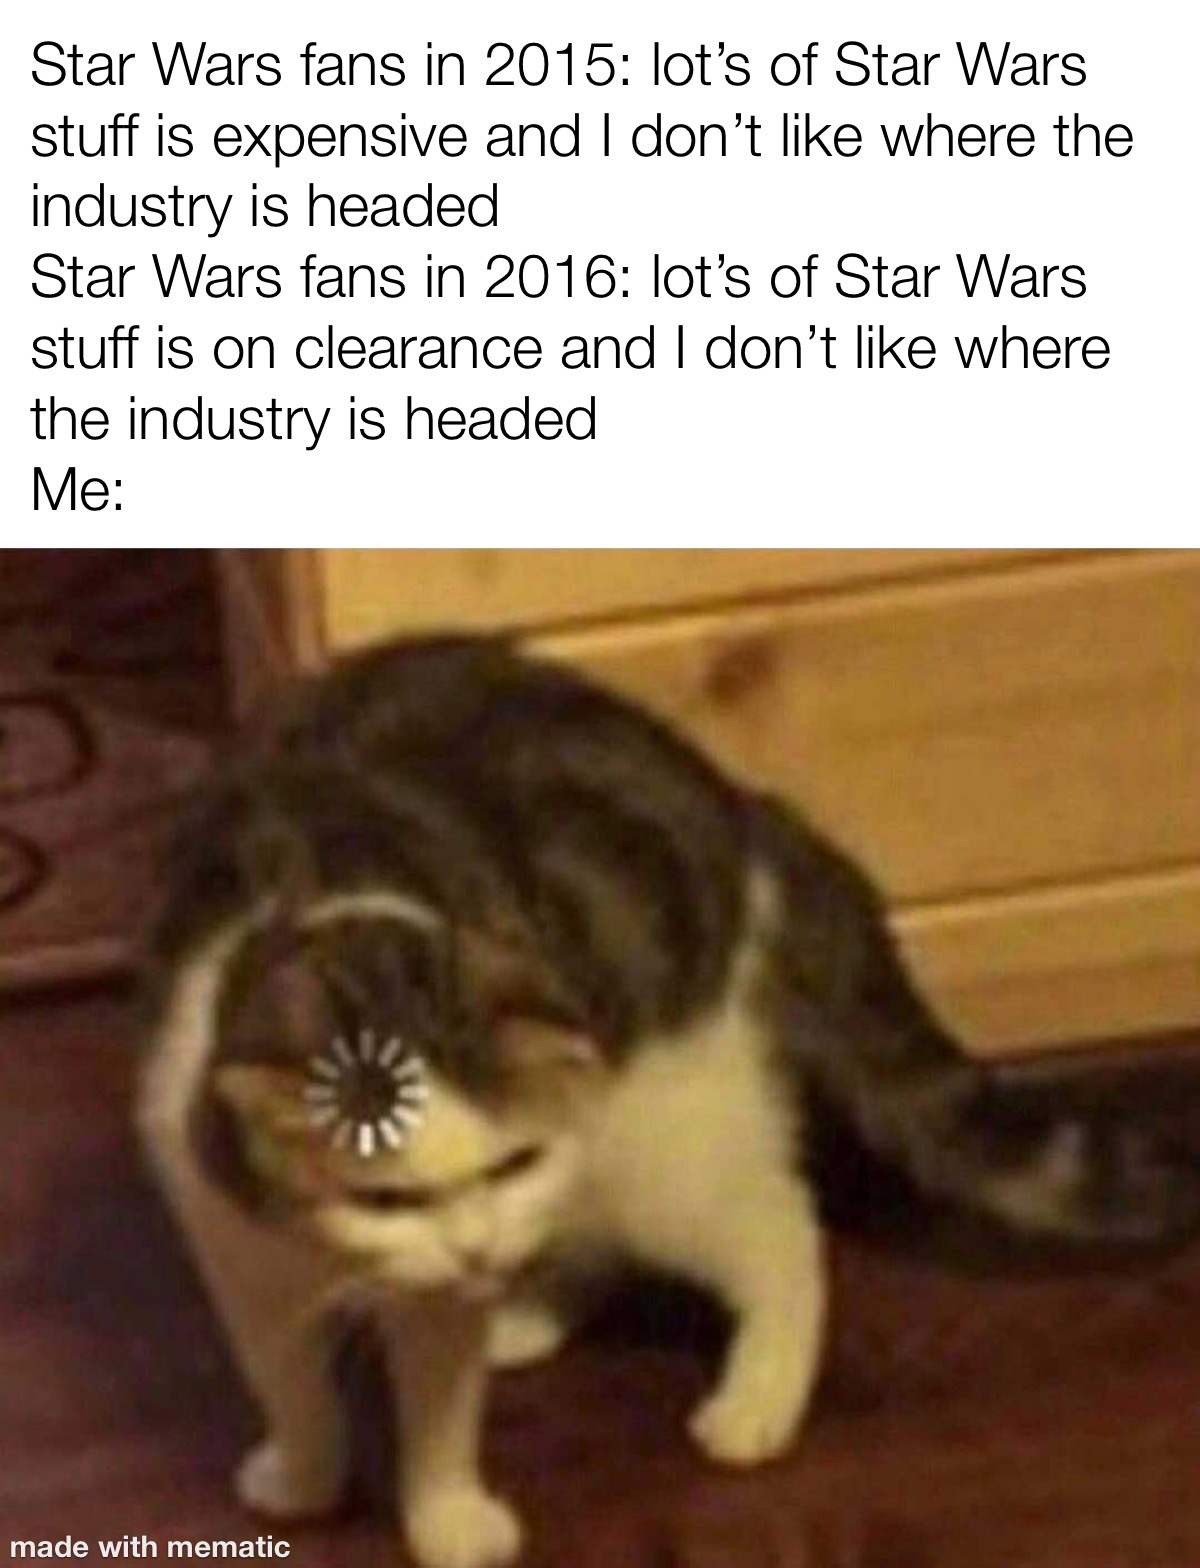 Star Wars fans in 2015: lot’s of Star Wars
stuff is expensive and I don’t like where the
industry is headed
Star Wars fans in 2016: lot’s of Star Wars
stuff is on clearance and I don’t like where
the industry is headed
Me:
made with mematic